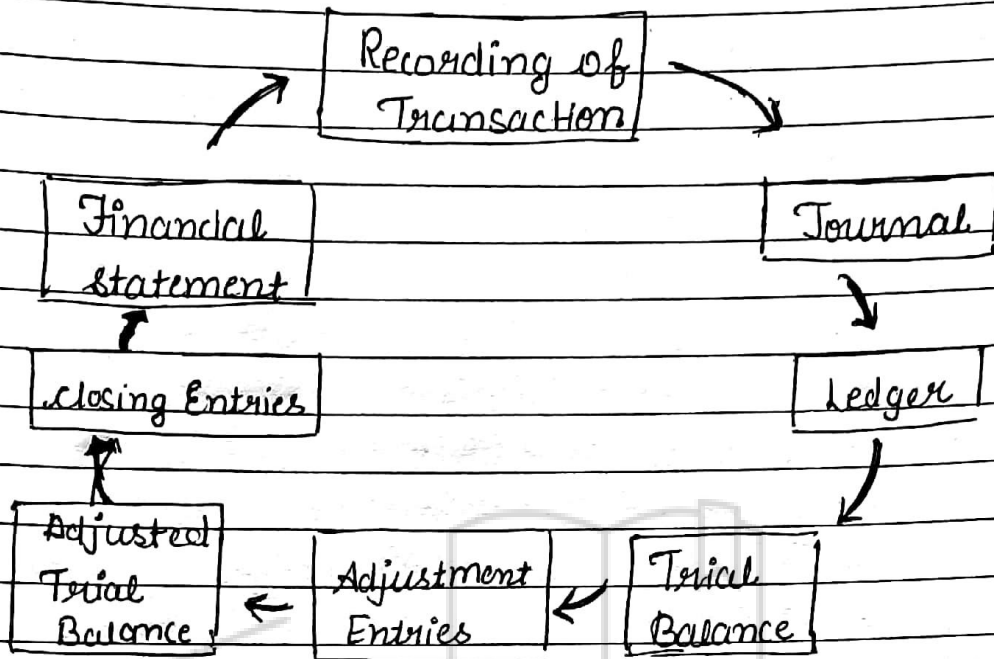 Recording of
Transaction
Journal
Ledger
Trial
Balance
Adjustment
Entries
Adjusted
Trial
Balance
Closing Entries
Financial
Statement